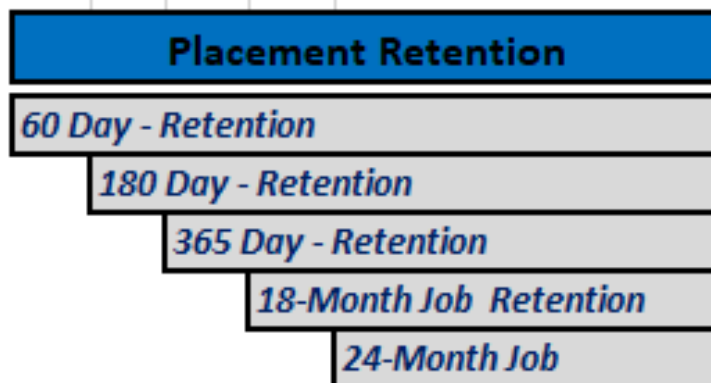 Placement Retention
60 Day - Retention
180 Day - Retention
365 Day - Retention
18-Month Job  Retention
24-Month Job